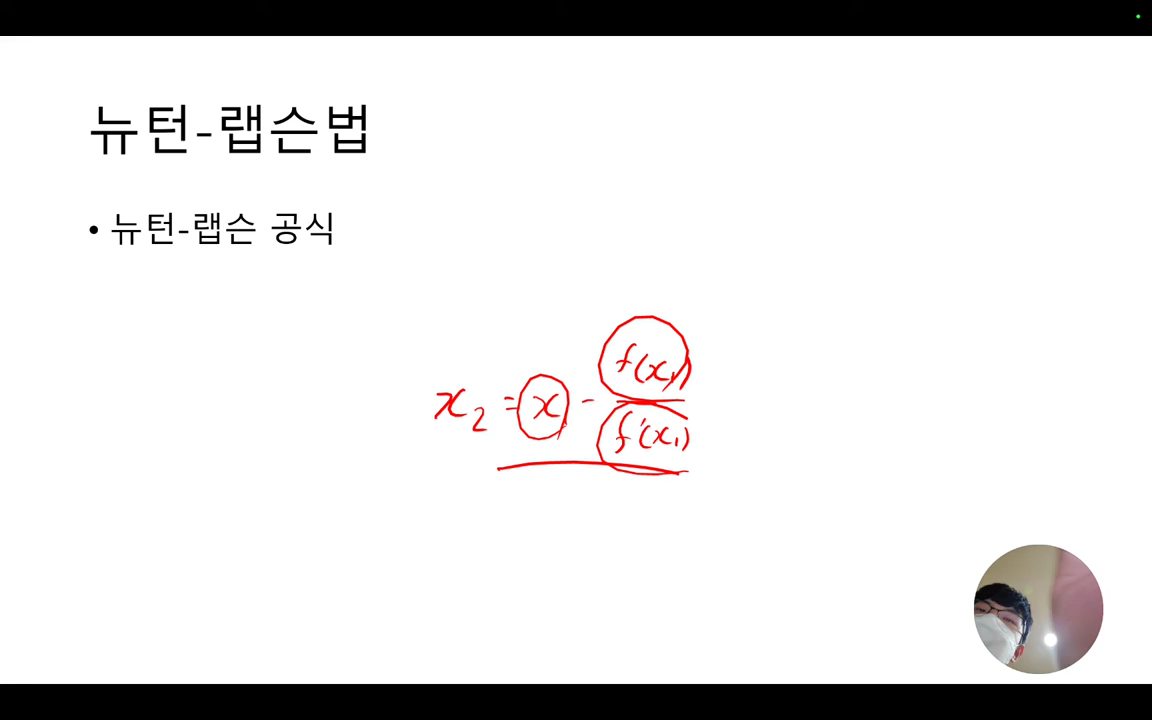 뉴턴-랩슨법
• 뉴턴-랩슨 공식
x₂ = x₁ - f(x₁) / f'(x₁)